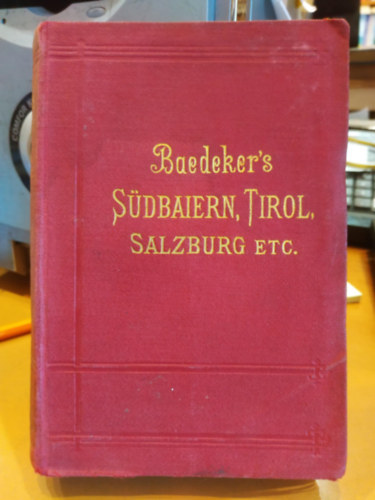 Baedeker's
SÜDBAIERN, TIROL,
SALZBURG ETC.